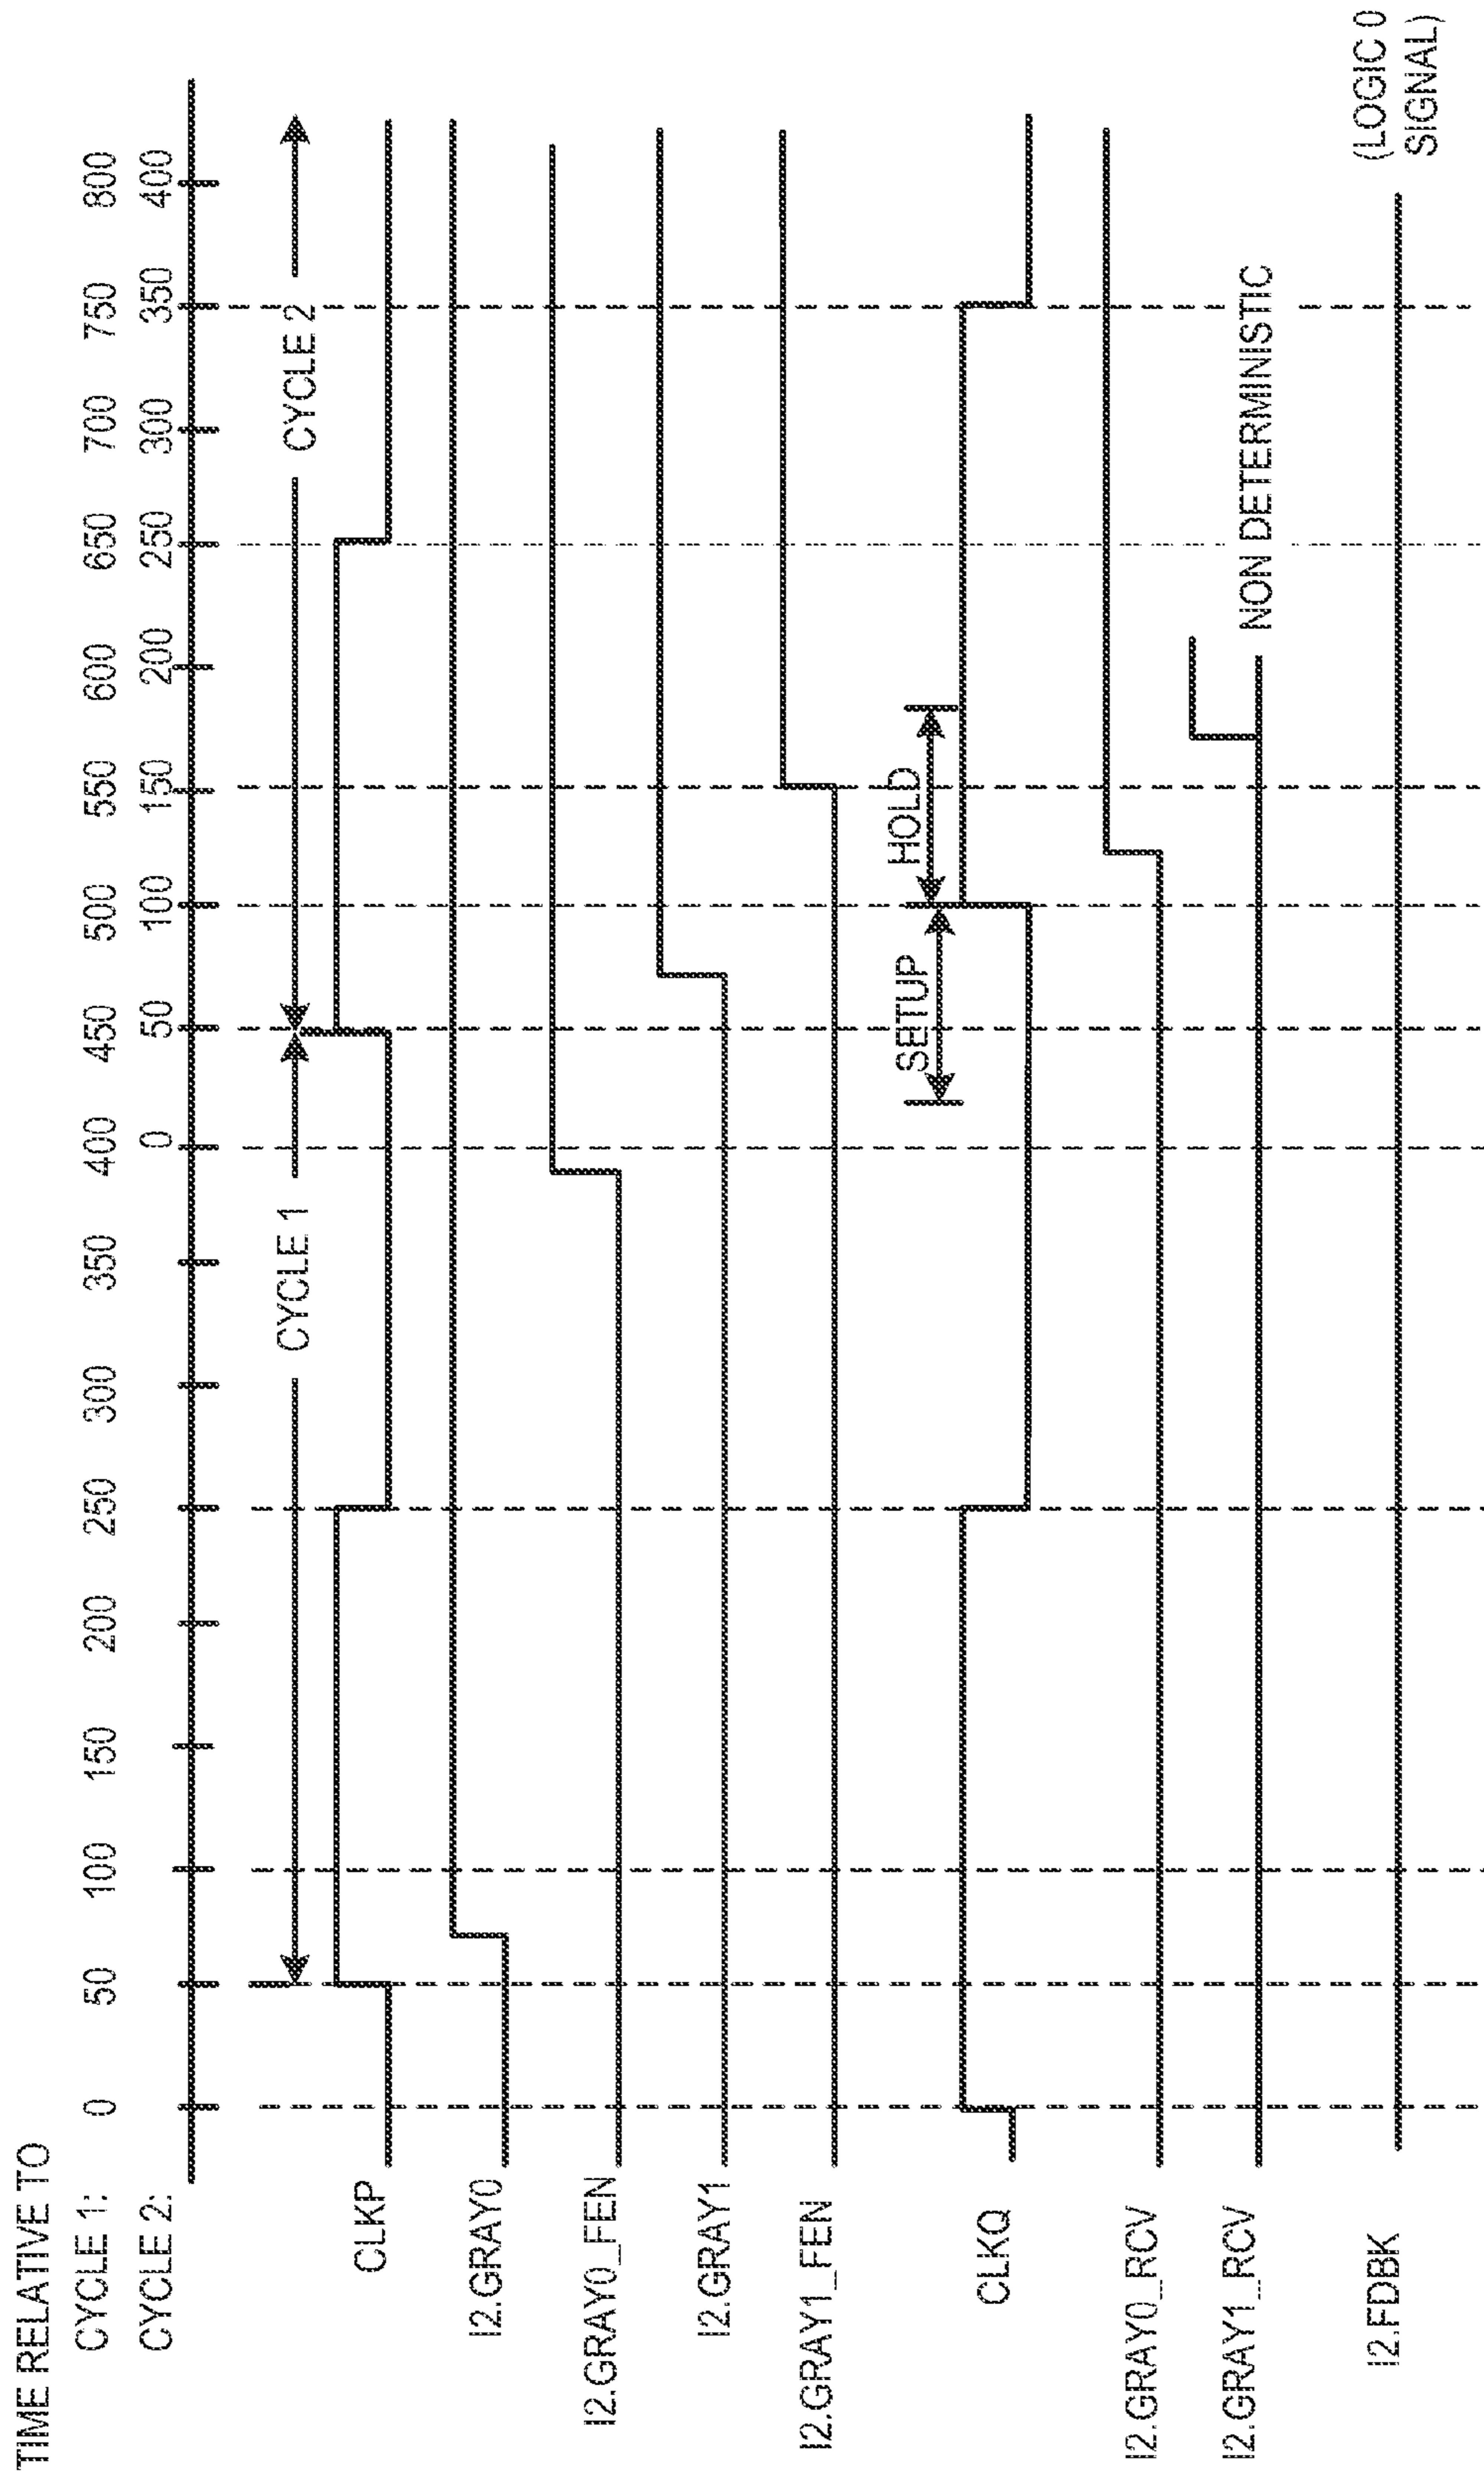 TIME RELATIVE TO
CYCLE 1: 0 50 100 150 200 250 300 350 400 450 500 550 600 650 700 750 800
CYCLE 2: 0 50 100 150 200 250 300 350 400
CYCLE 1 CYCLE 2
CLKP
I2.GRAY0
I2.GRAY0_FEN
I2.GRAY1
I2.GRAY1_FEN
SETUP HOLD
CLKQ
I2.GRAY0_RCV
I2.GRAY1_RCV
NON DETERMINISTIC
I2.FDBK
(LOGIC 0
SIGNAL)